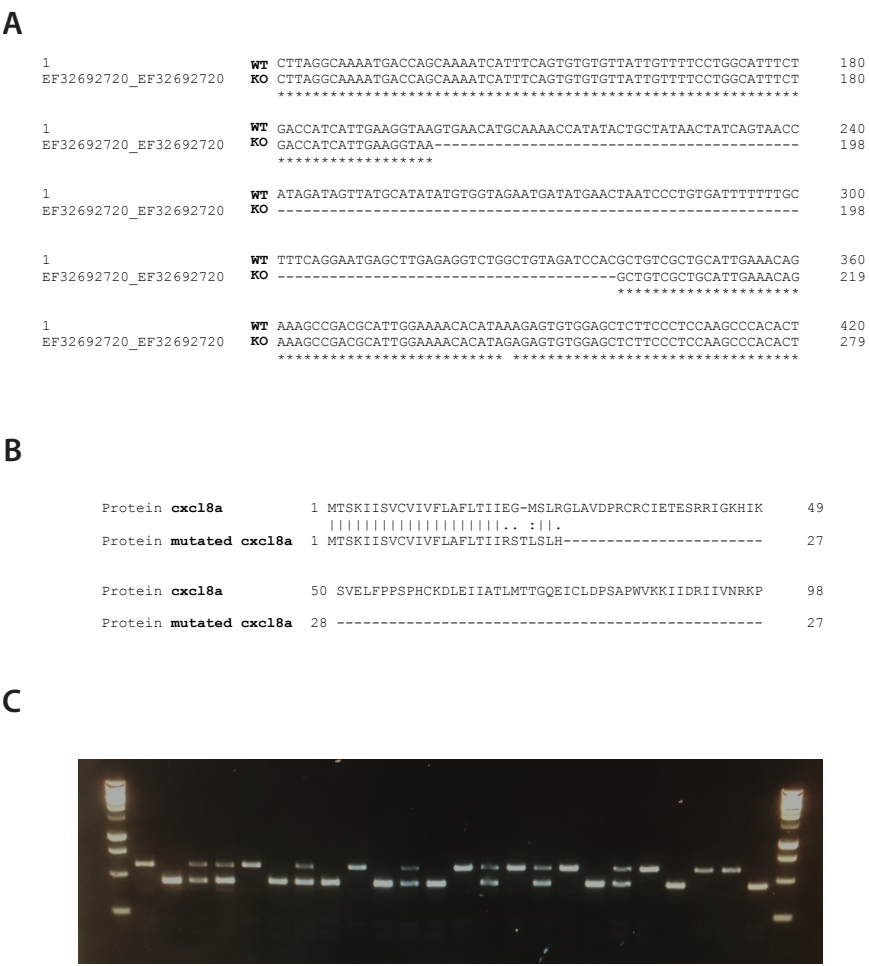 A
1 WT CTTAGGCAAAATGACCAGCAAAATCATTTCAGTGTGTGTTATTGTTTTCCTGGCATTTCT 180
EF32692720_EF32692720 KO CTTAGGCAAAATGACCAGCAAAATCATTTCAGTGTGTGTTATTGTTTTCCTGGCATTTCT 180
************************************************************
1 WT GACCATCATTGAAGGTAAGTGAACATGCAAAACCATATACTGCTATAACTATCAGTAACC 240
EF32692720_EF32692720 KO GACCATCATTGAAGGTAA------------------------------------------ 198
******************
1 WT ATAGATAGTTATGCATATATGTGGTAGAATGATATGAACTAATCCCTGTGATTTTTTTGC 300
EF32692720_EF32692720 KO ------------------------------------------------------------ 198
1 WT TTTCAGGAATGAGCTTGAGAGGTCTGGCTGTAGATCCACGCTGTCGCTGCATTGAAACAG 360
EF32692720_EF32692720 KO ---------------------------------------GCTGTCGCTGCATTGAAACAG 219
*********************
1 WT AAAGCCGACGCATTGGAAAACACATAAAGAGTGTGGAGCTCTTCCCTCCAAGCCCACACT 420
EF32692720_EF32692720 KO AAAGCCGACGCATTGGAAAACACATAGAGAGTGTGGAGCTCTTCCCTCCAAGCCCACACT 279
************************** *********************************
B
Protein cxcl8a 1 MTSKIISVCVIVFLAFLTIIEG-MSLRGLAVDPRCRCIETESRRIGKHIK 49
||||||||||||||||||||.. :||.
Protein mutated cxcl8a 1 MTSKIISVCVIVFLAFLTIIRSTLSLH----------------------- 27
Protein cxcl8a 50 SVELFPPSPHCKDLEIIATLMTTGQEICLDPSAPWVKKIIDRIIVNRKP 98
Protein mutated cxcl8a 28 ------------------------------------------------- 27
C